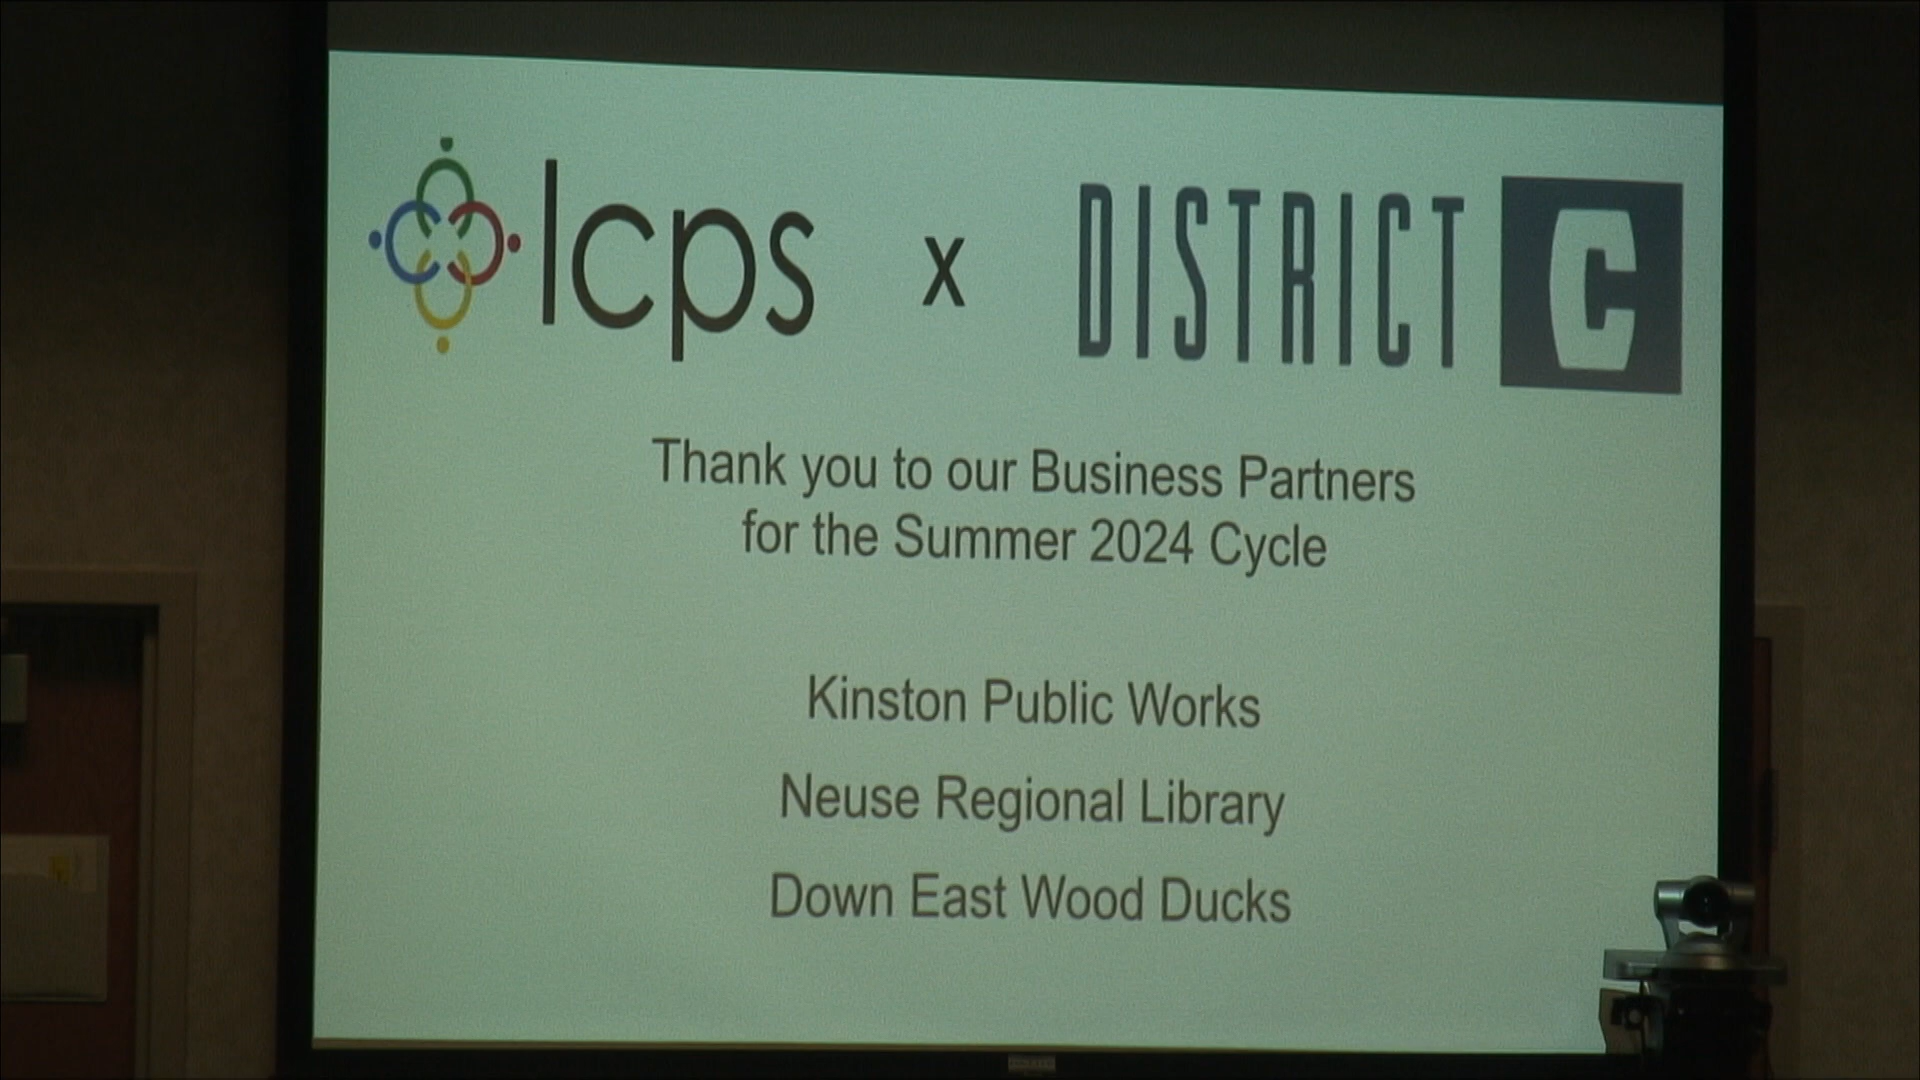 lcps x DISTRICT C
Thank you to our Business Partners
for the Summer 2024 Cycle
Kinston Public Works
Neuse Regional Library
Down East Wood Ducks